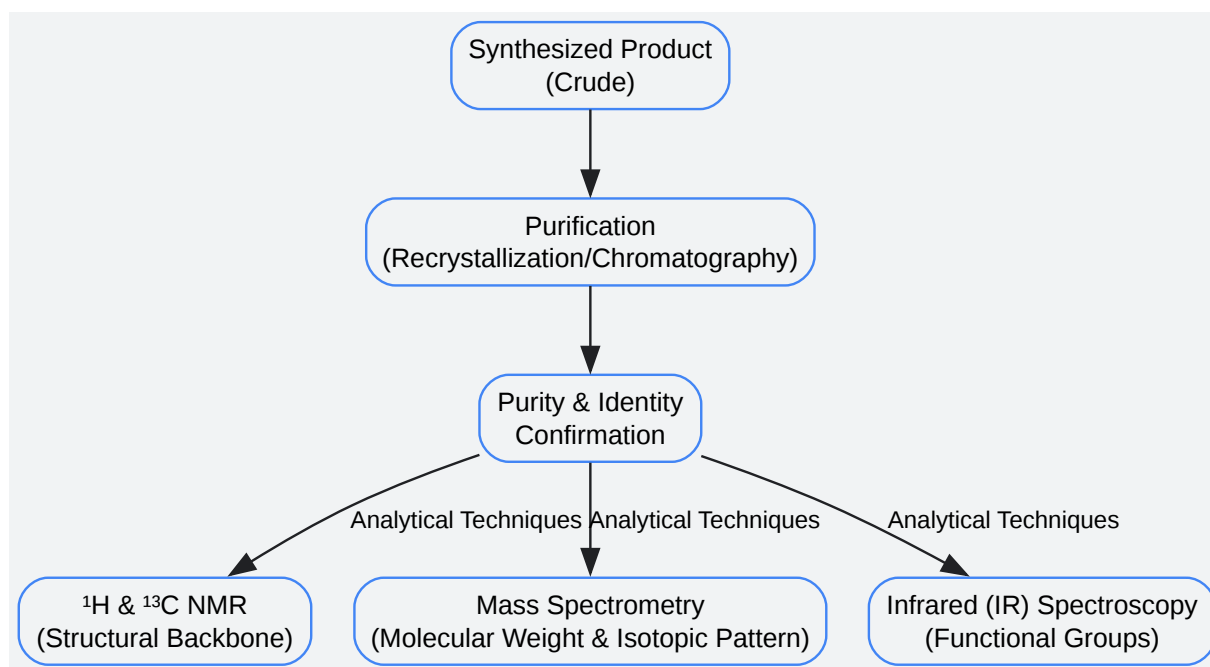 Synthesized Product
(Crude)
Purification
(Recrystallization/Chromatography)
Purity & Identity
Confirmation
Analytical Techniques
Analytical Techniques
Analytical Techniques
¹H & ¹³C NMR
(Structural Backbone)
Mass Spectrometry
(Molecular Weight & Isotopic Pattern)
Infrared (IR) Spectroscopy
(Functional Groups)